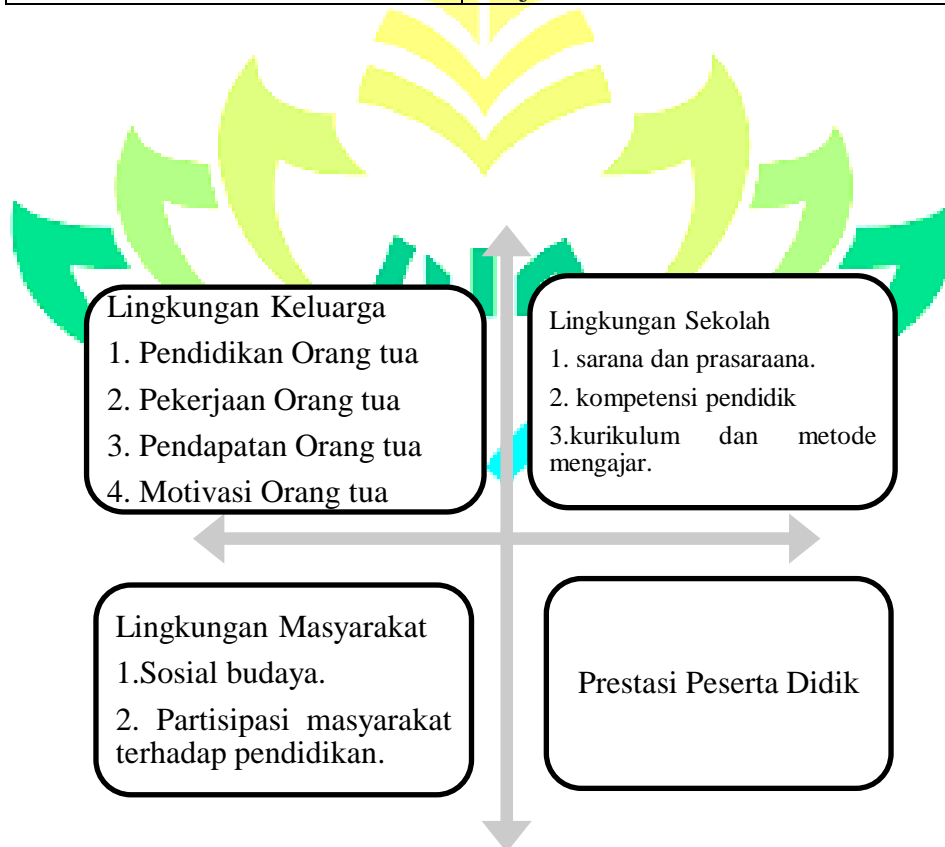 Lingkungan Keluarga
1. Pendidikan Orang tua
2. Pekerjaan Orang tua
3. Pendapatan Orang tua
4. Motivasi Orang tua
Lingkungan Sekolah
1. sarana dan prasaraana.
2. kompetensi pendidik
3.kurikulum dan metode
mengajar.
Lingkungan Masyarakat
1.Sosial budaya.
2. Partisipasi masyarakat
terhadap pendidikan.
Prestasi Peserta Didik